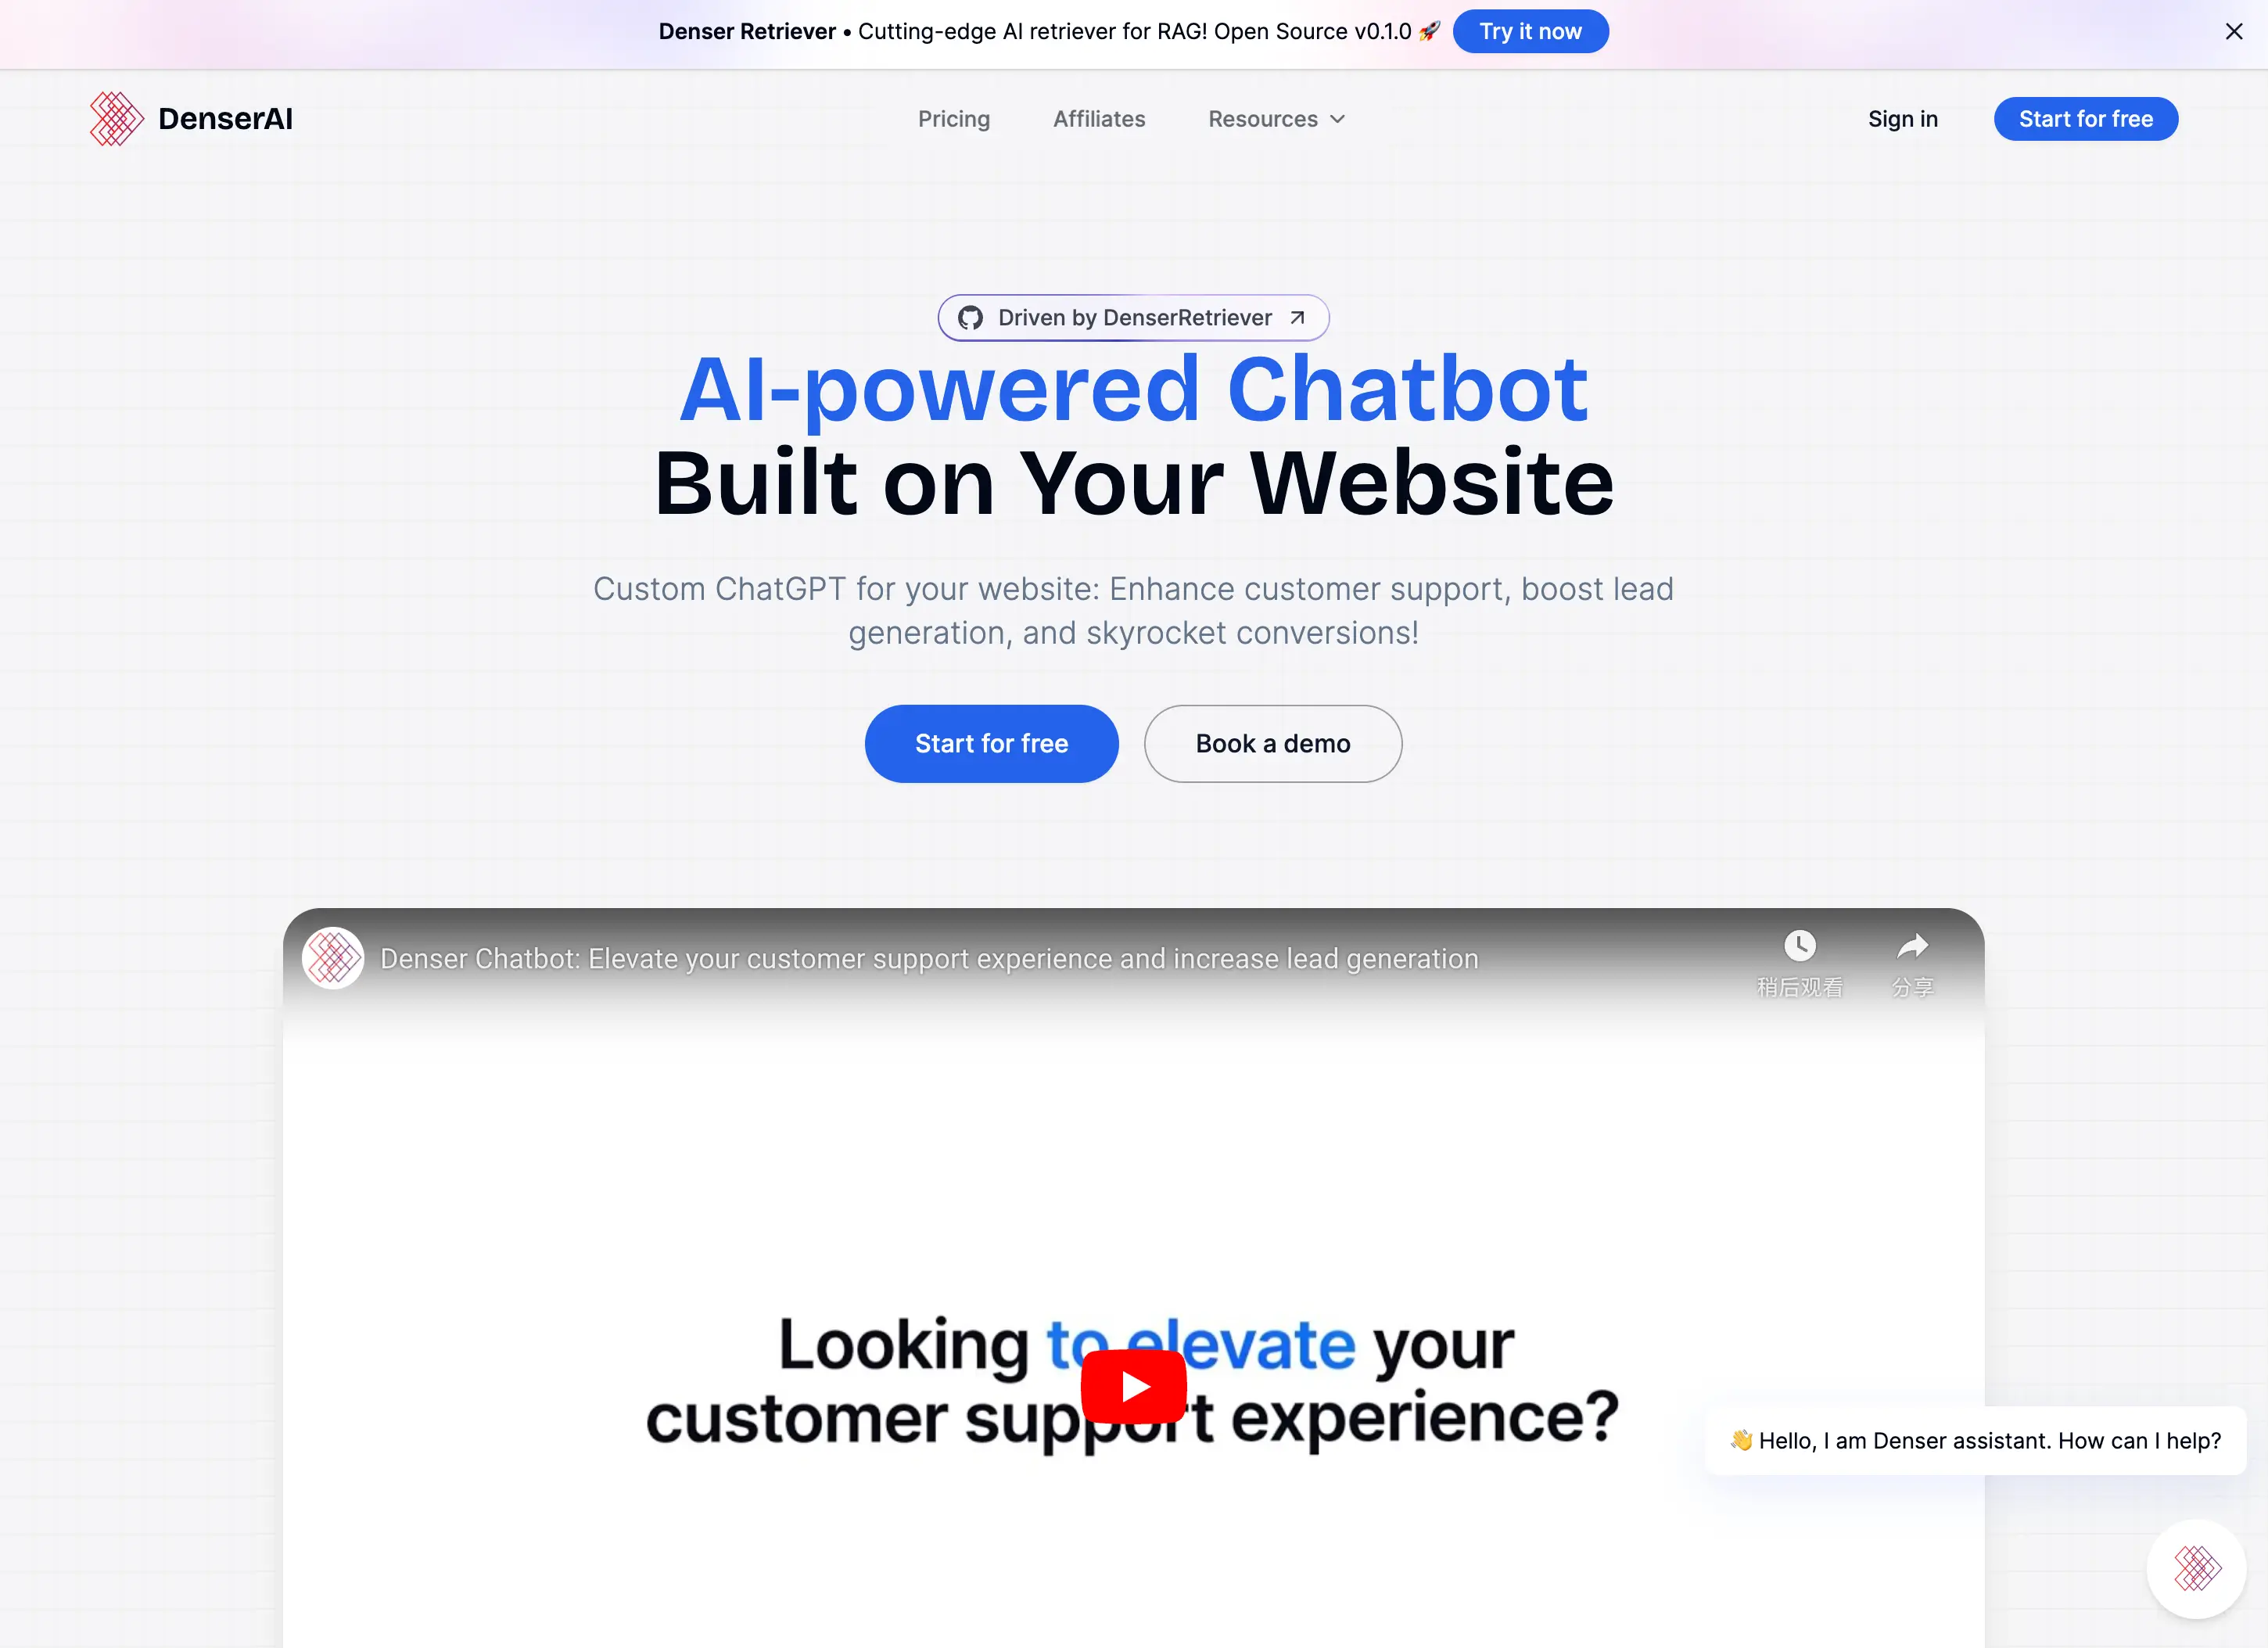 Denser Retriever • Cutting-edge AI retriever for RAG! Open Source v0.1.0 🚀 Try it now
DenserAI Pricing Affiliates Resources Sign in Start for free
Driven by DenserRetriever
AI-powered Chatbot
Built on Your Website
Custom ChatGPT for your website: Enhance customer support, boost lead
generation, and skyrocket conversions!
Start for free Book a demo
Denser Chatbot: Elevate your customer support experience and increase lead generation
稍后观看 分享
Looking to elevate your
customer support experience?
👋 Hello, I am Denser assistant. How can I help?